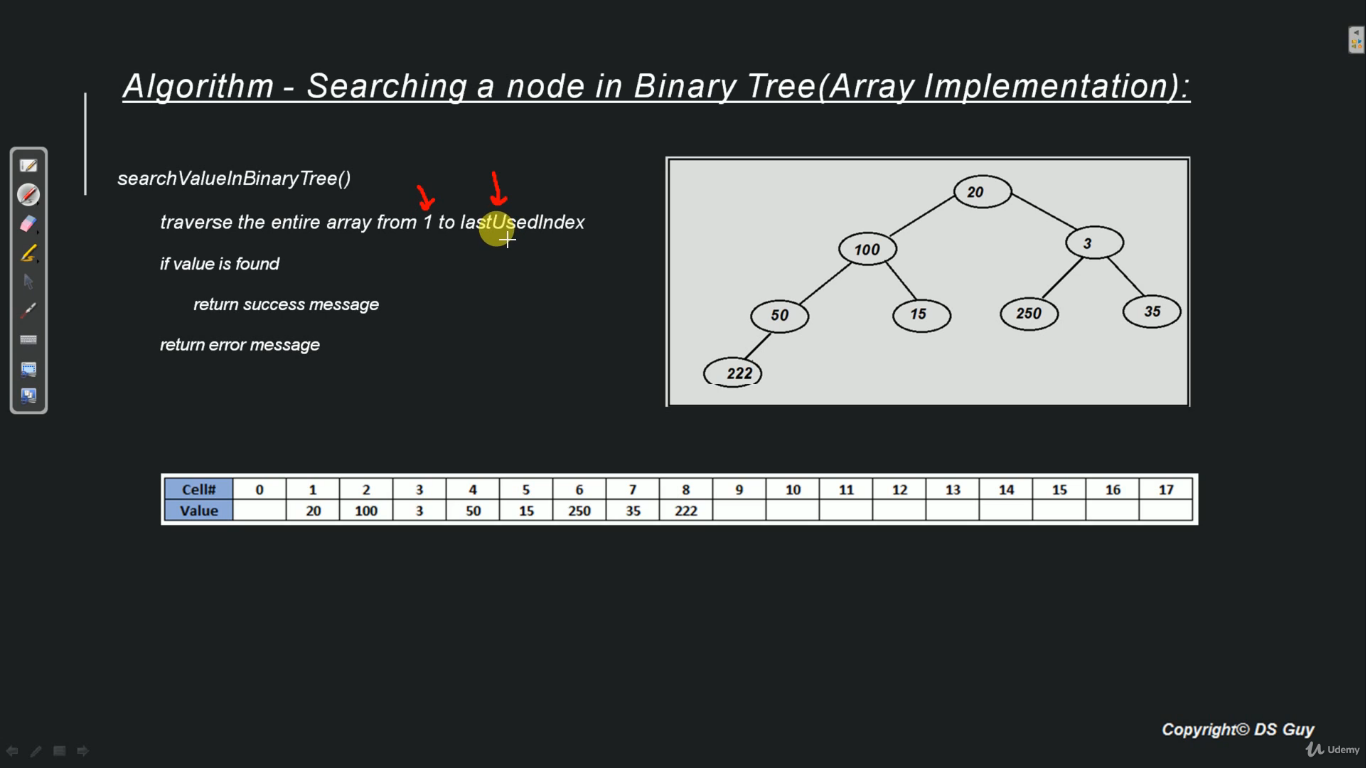 Algorithm - Searching a node in Binary Tree(Array Implementation):
searchValueInBinaryTree()
traverse the entire array from 1 to lastUsedIndex
if value is found
return success message
return error message
20
100 3
50 15 250 35
222
Cell# 0 1 2 3 4 5 6 7 8 9 10 11 12 13 14 15 16 17
Value 20 100 3 50 15 250 35 222
Copyright© DS Guy
Udemy